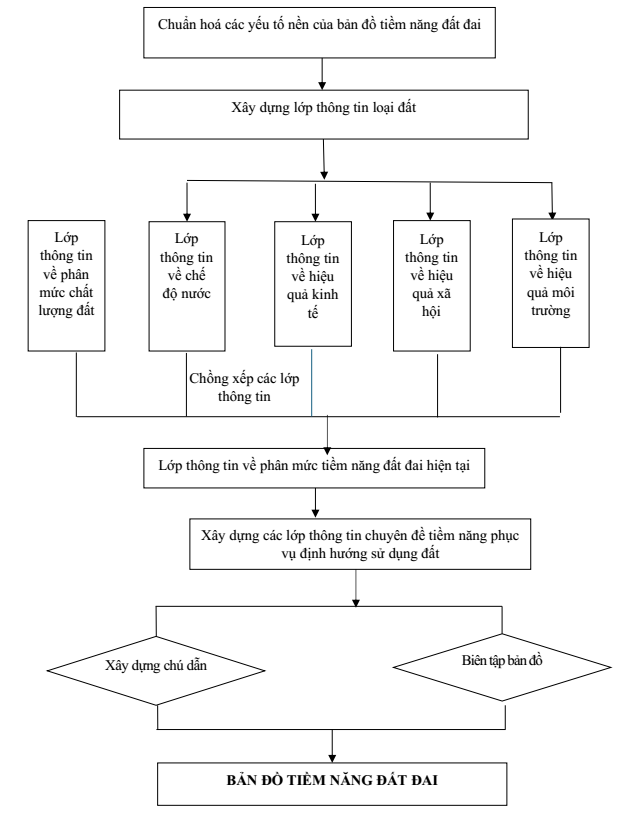 Chuẩn hoá các yếu tố nền của bản đồ tiềm năng đất đai
Xây dựng lớp thông tin loại đất
Lớp
thông tin
về phân
mức chất
lượng đất
Lớp
thông tin
về chế
độ nước
Lớp
thông tin
về hiệu
quả kinh
tế
Lớp
thông tin
về hiệu
quả xã
hội
Lớp
thông tin
về hiệu
quả môi
trường
Chồng xếp các lớp
thông tin
Lớp thông tin về phân mức tiềm năng đất đai hiện tại
Xây dựng các lớp thông tin chuyên đề tiềm năng phục
vụ định hướng sử dụng đất
Xây dựng chú dẫn
Biên tập bản đồ
BẢN ĐỒ TIỀM NĂNG ĐẤT ĐAI